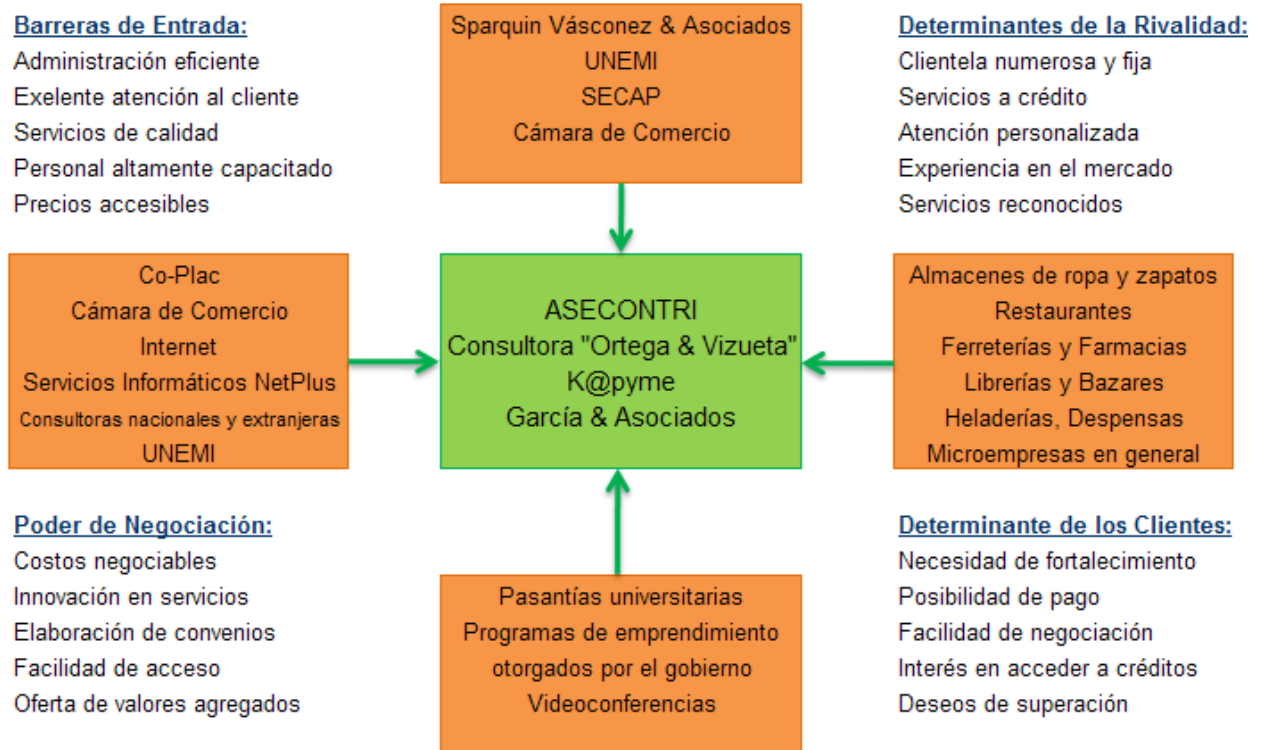 Barreras de Entrada:
Administración eficiente
Exelente atención al cliente
Servicios de calidad
Personal altamente capacitado
Precios accesibles
Sparquin Vásconez & Asociados
UNEMI
SECAP
Cámara de Comercio
Determinantes de la Rivalidad:
Clientela numerosa y fija
Servicios a crédito
Atención personalizada
Experiencia en el mercado
Servicios reconocidos
Co-Plac
Cámara de Comercio
Internet
Servicios Informáticos NetPlus
Consultoras nacionales y extranjeras
UNEMI
ASECONTRI
Consultora "Ortega & Vizueta"
K@pyme
García & Asociados
Almacenes de ropa y zapatos
Restaurantes
Ferreterías y Farmacias
Librerías y Bazares
Heladerías, Despensas
Microempresas en general
Poder de Negociación:
Costos negociables
Innovación en servicios
Elaboración de convenios
Facilidad de acceso
Oferta de valores agregados
Pasantías universitarias
Programas de emprendimiento
otorgados por el gobierno
Videoconferencias
Determinante de los Clientes:
Necesidad de fortalecimiento
Posibilidad de pago
Facilidad de negociación
Interés en acceder a créditos
Deseos de superación